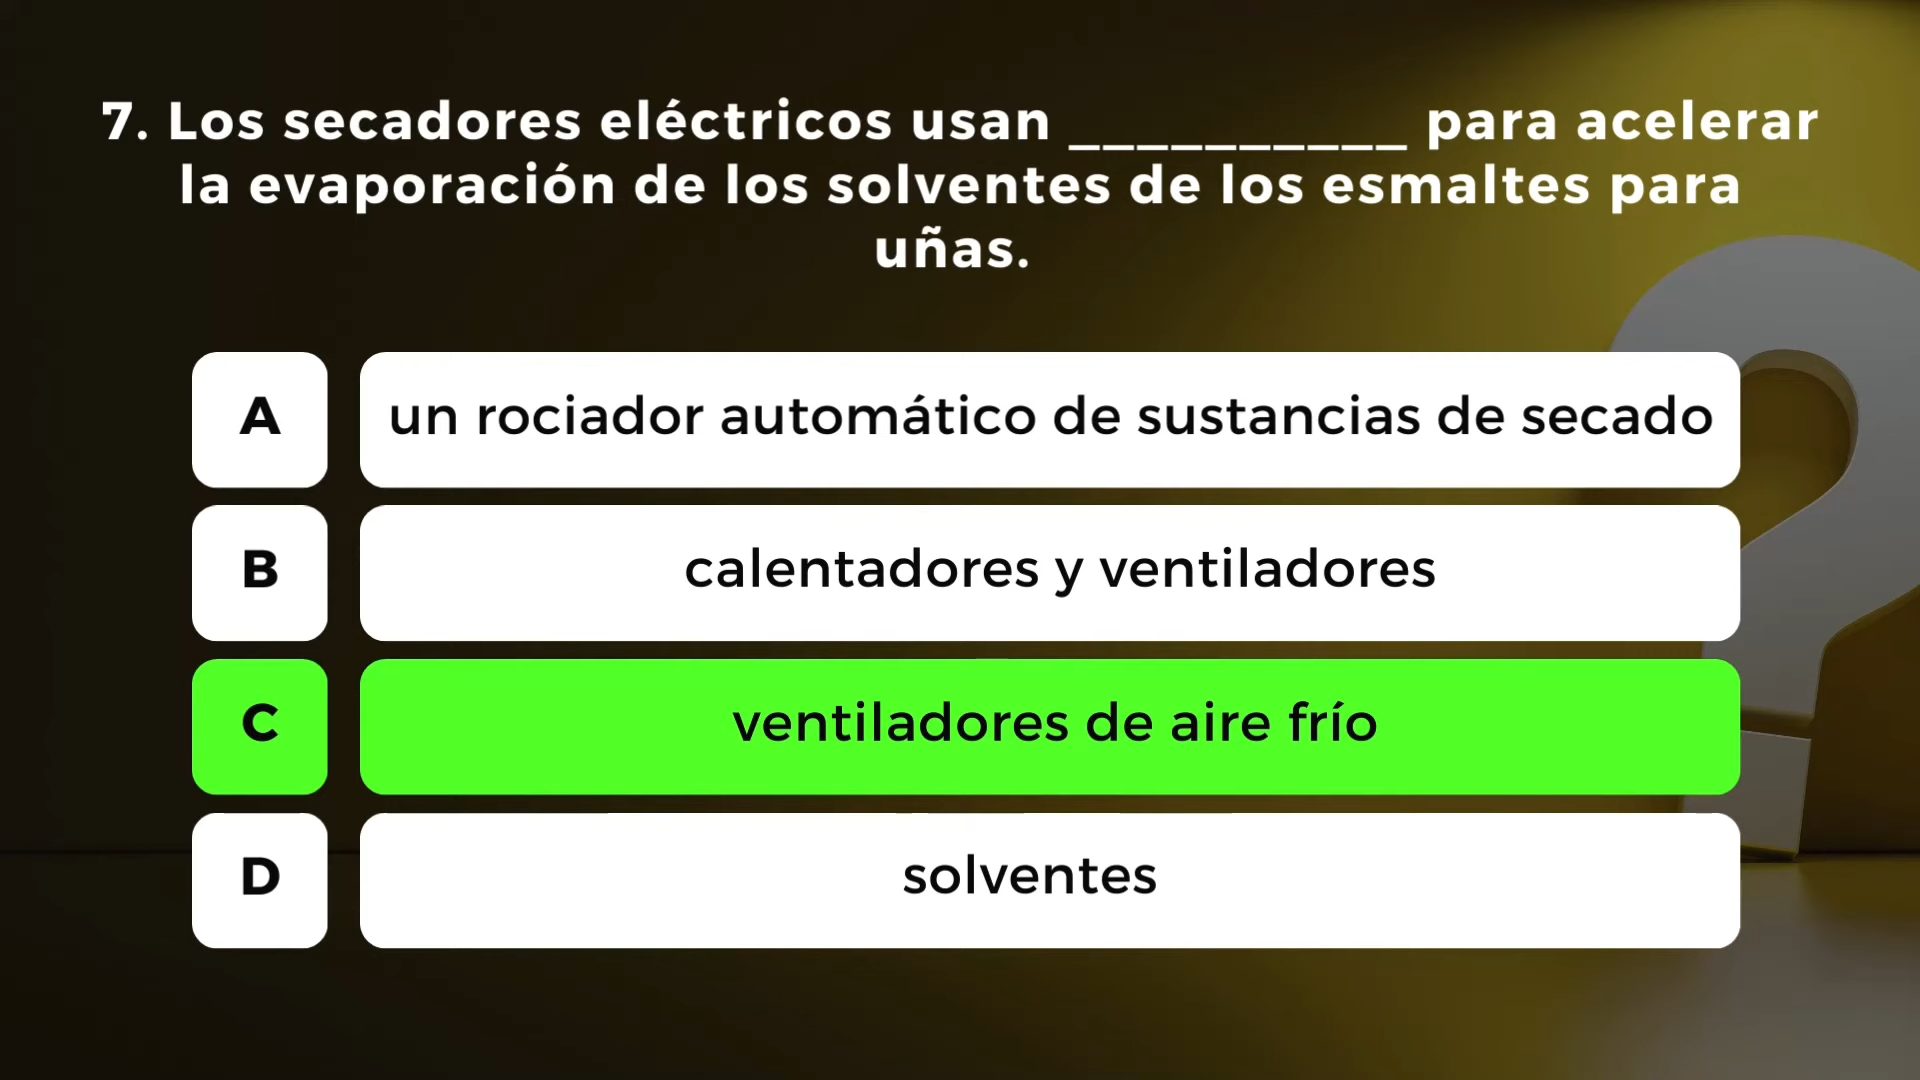 7. Los secadores eléctricos usan __________ para acelerar
la evaporación de los solventes de los esmaltes para
uñas.
A un rociador automático de sustancias de secado
B calentadores y ventiladores
C ventiladores de aire frío
D solventes